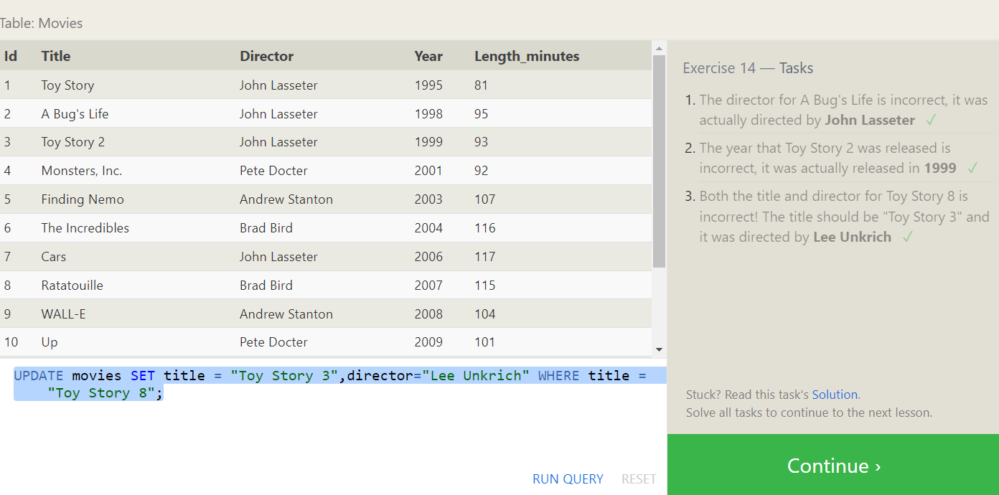 Table: Movies
Id Title Director Year Length_minutes
1 Toy Story John Lasseter 1995 81
2 A Bug's Life John Lasseter 1998 95
3 Toy Story 2 John Lasseter 1999 93
4 Monsters, Inc. Pete Docter 2001 92
5 Finding Nemo Andrew Stanton 2003 107
6 The Incredibles Brad Bird 2004 116
7 Cars John Lasseter 2006 117
8 Ratatouille Brad Bird 2007 115
9 WALL-E Andrew Stanton 2008 104
10 Up Pete Docter 2009 101
UPDATE movies SET title = "Toy Story 3",director="Lee Unkrich" WHERE title =
"Toy Story 8";
RUN QUERY RESET
Exercise 14 — Tasks
1. The director for A Bug's Life is incorrect, it was
actually directed by John Lasseter ✓
2. The year that Toy Story 2 was released is
incorrect, it was actually released in 1999 ✓
3. Both the title and director for Toy Story 8 is
incorrect! The title should be "Toy Story 3" and
it was directed by Lee Unkrich ✓
Stuck? Read this task's Solution.
Solve all tasks to continue to the next lesson.
Continue ›